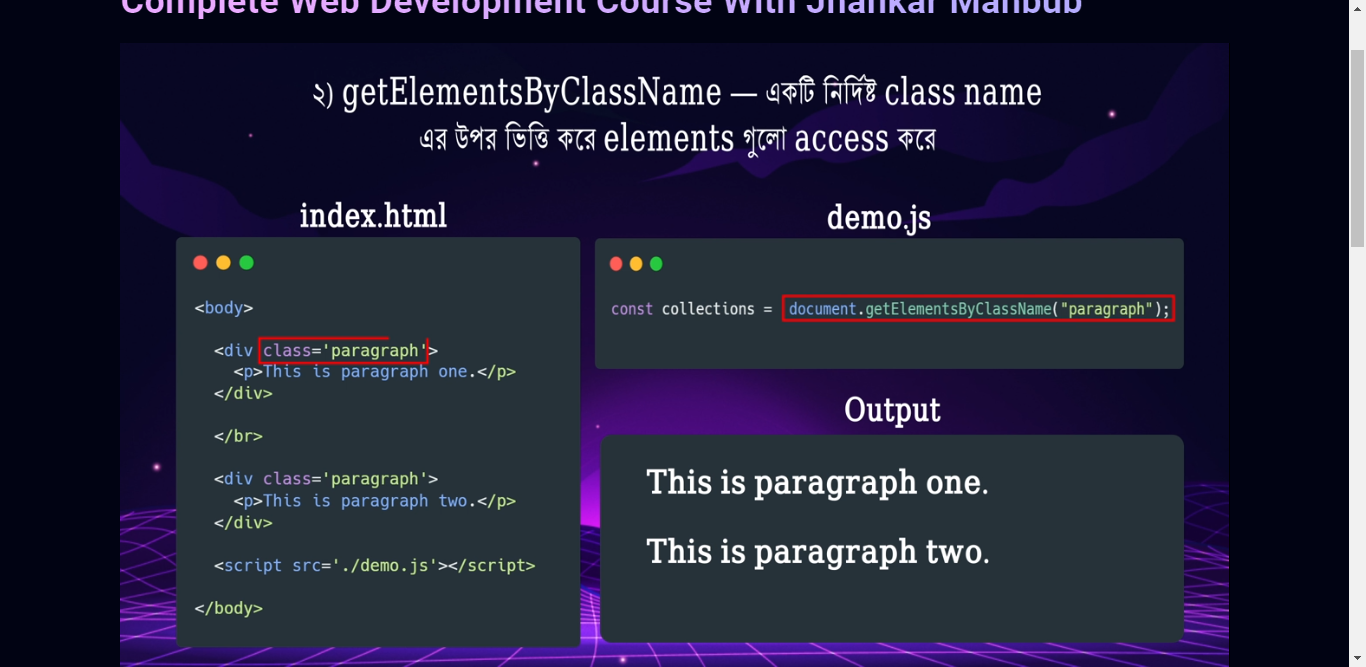 Complete Web Development Course With Jhankar Mahbub
২) getElementsByClassName — একটি নির্দিষ্ট class name
এর উপর ভিত্তি করে elements গুলো access করে
index.html
<body>
<div class='paragraph'>
<p>This is paragraph one.</p>
</div>
</br>
<div class='paragraph'>
<p>This is paragraph two.</p>
</div>
<script src='./demo.js'></script>
</body>
demo.js
const collections = document.getElementsByClassName("paragraph");
Output
This is paragraph one.
This is paragraph two.